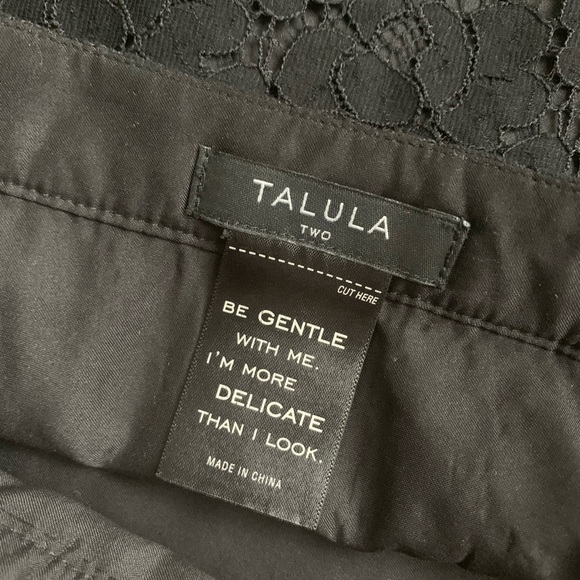 TALULA
TWO
CUT HERE
BE GENTLE
WITH ME.
I'M MORE
DELICATE
THAN I LOOK.
MADE IN CHINA